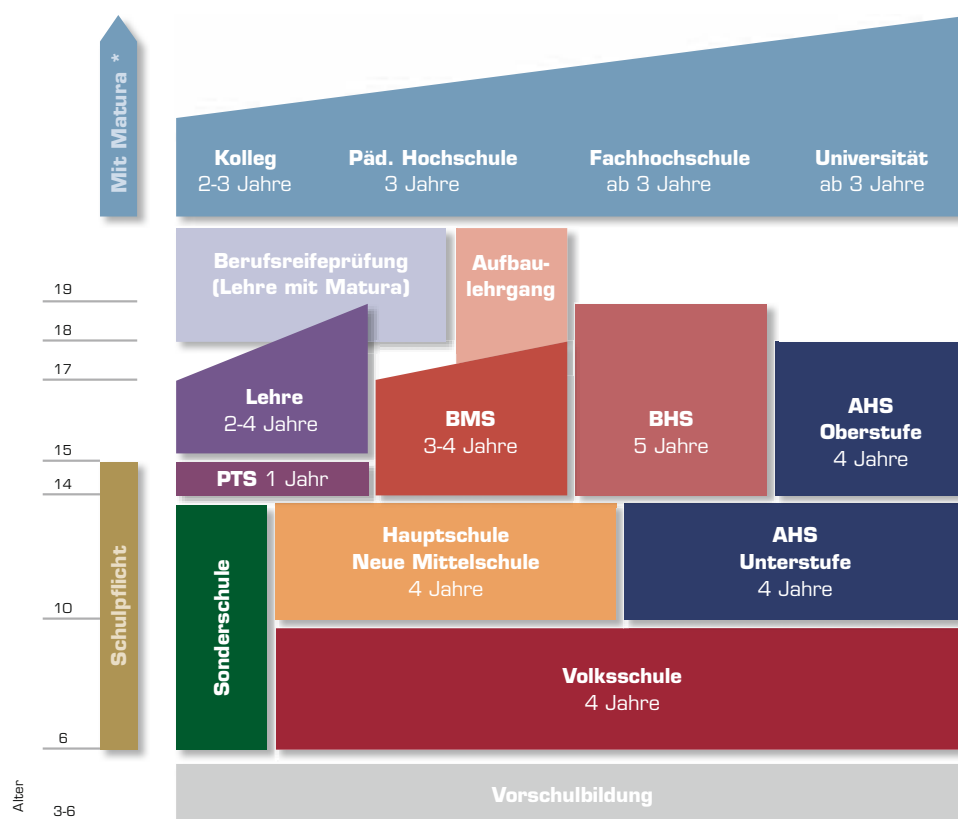 Mit Matura *
Kolleg
2-3 Jahre
Päd. Hochschule
3 Jahre
Fachhochschule
ab 3 Jahre
Universität
ab 3 Jahre
Berufsreifeprüfung
(Lehre mit Matura)
Aufbau-
lehrgang
19
18
17
Lehre
2-4 Jahre
BMS
3-4 Jahre
BHS
5 Jahre
AHS
Oberstufe
4 Jahre
15
PTS 1 Jahr
14
Schulpflicht
Sonderschule
Hauptschule
Neue Mittelschule
4 Jahre
AHS
Unterstufe
4 Jahre
10
Volksschule
4 Jahre
6
Alter
3-6
Vorschulbildung